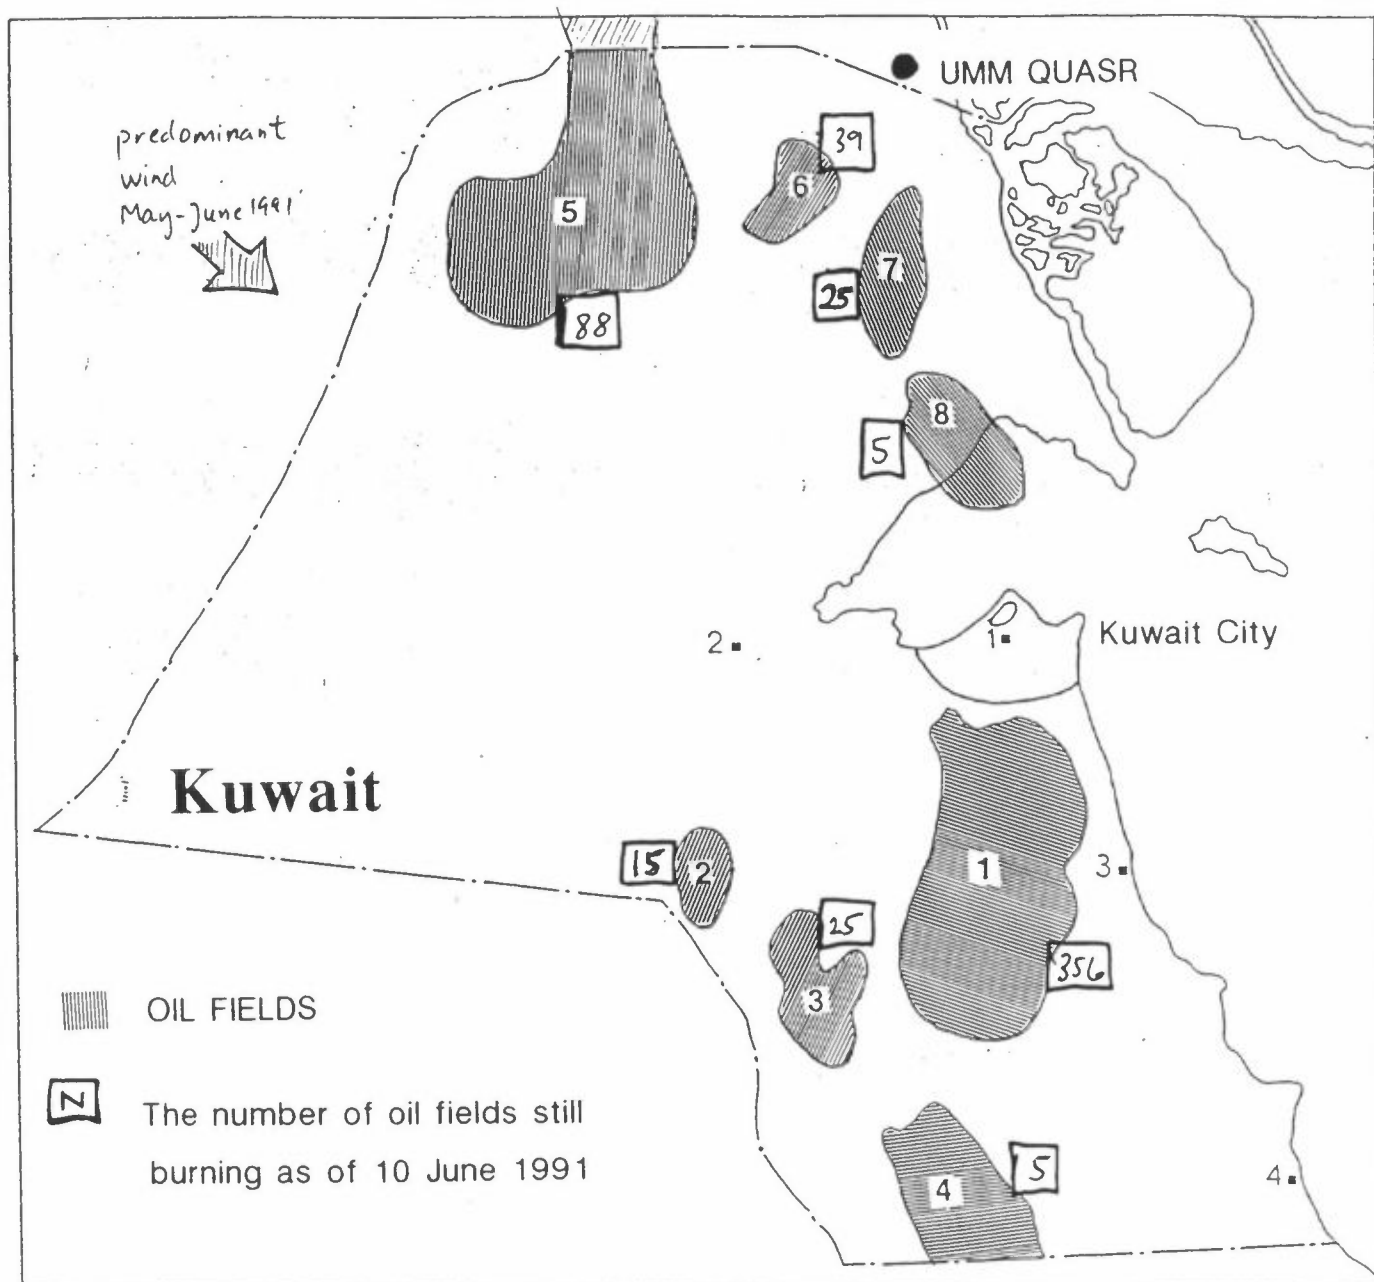 UMM QUASR
predominant
wind
May-June 1991
39
6
5
7
25
88
8
5
2
1
Kuwait City
Kuwait
15
2
1
3
25
356
3
OIL FIELDS
N
The number of oil fields still
burning as of 10 June 1991
5
4
4